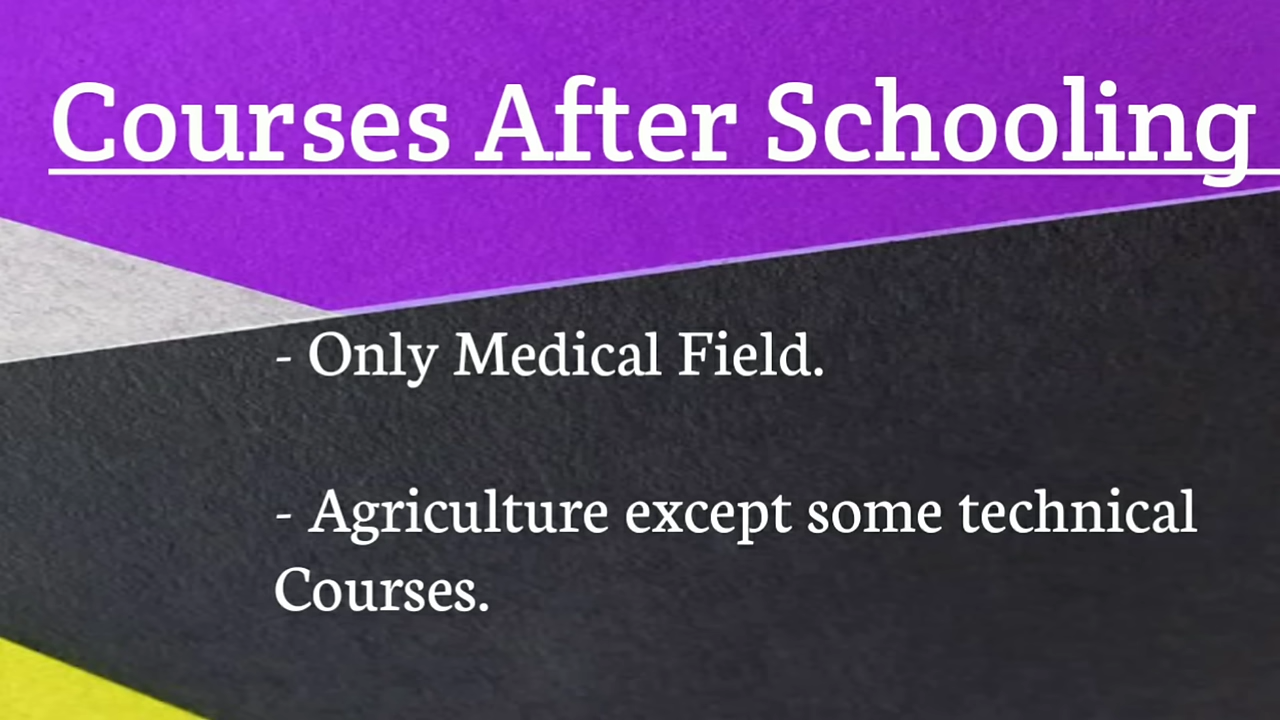 Courses After Schooling
- Only Medical Field.
- Agriculture except some technical
Courses.